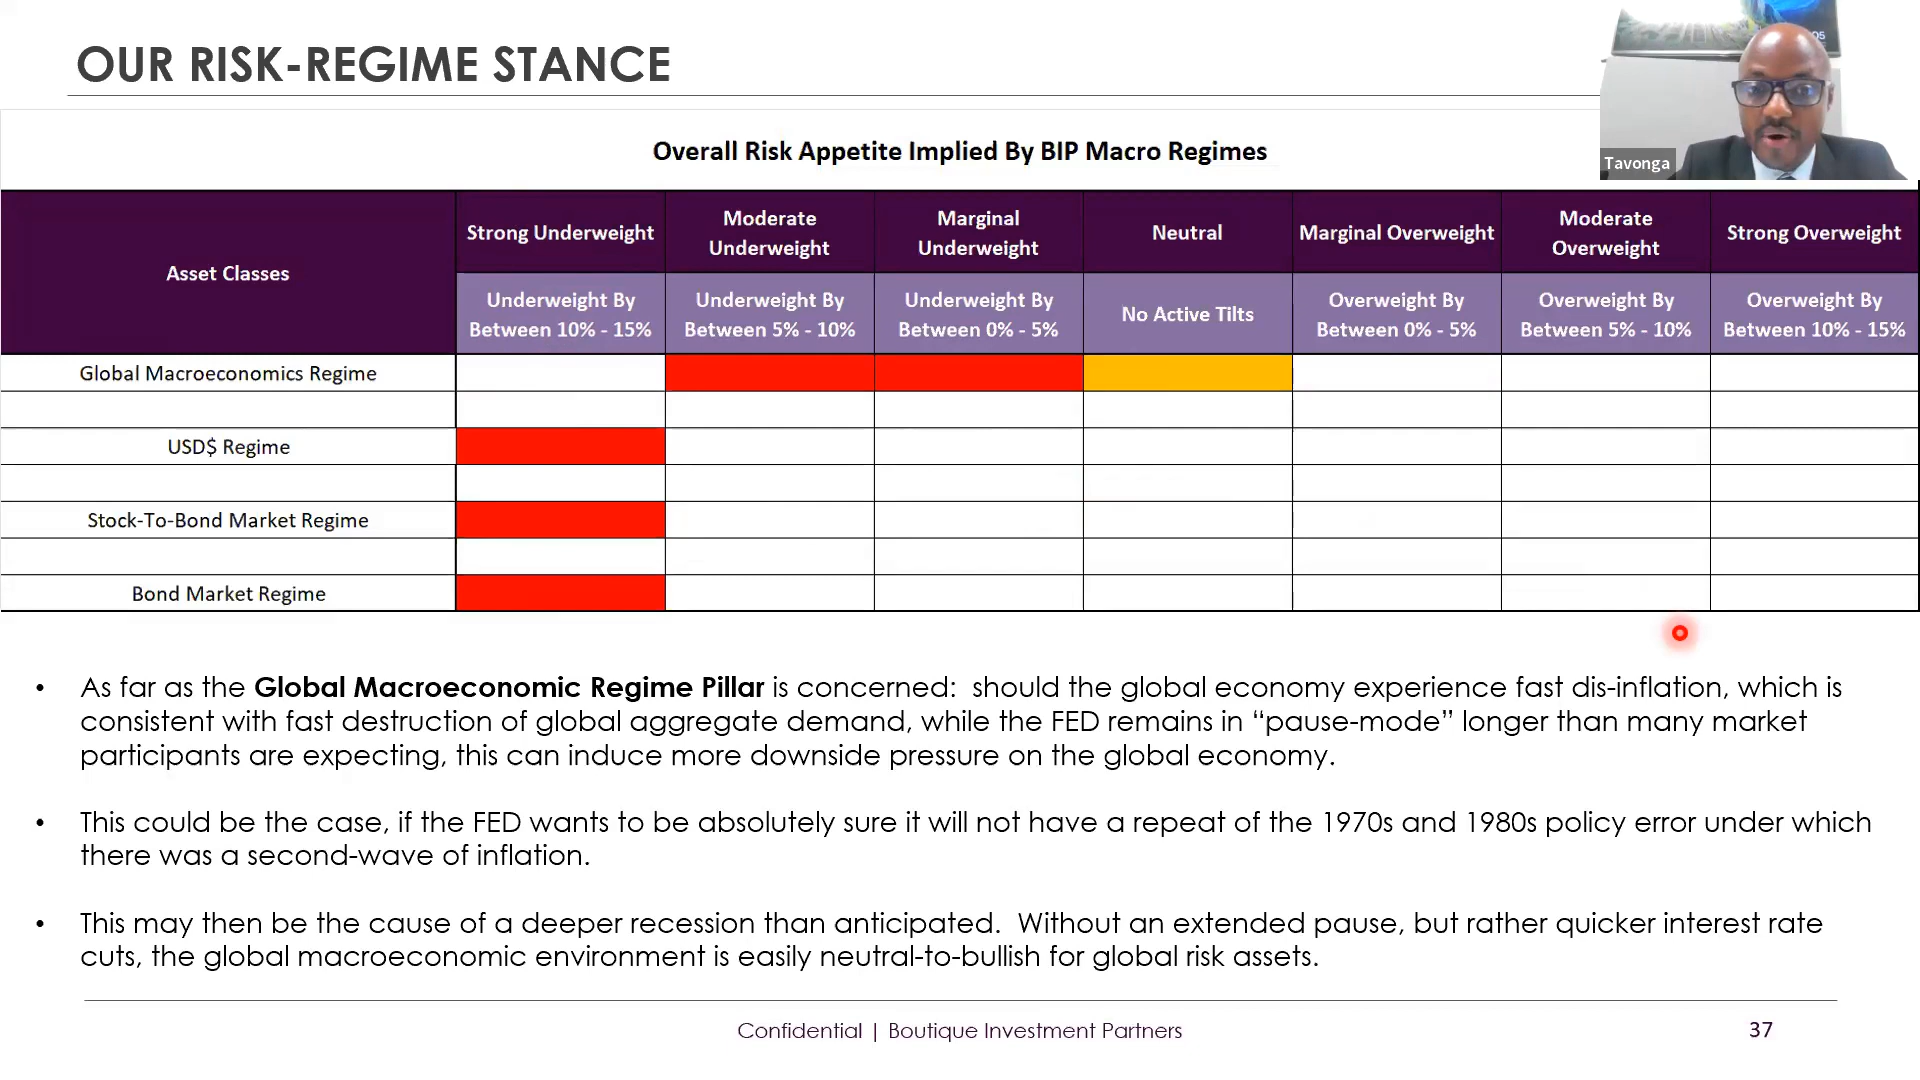 OUR RISK-REGIME STANCE
05
Tavonga
Overall Risk Appetite Implied By BIP Macro Regimes
Asset Classes
Strong Underweight
Moderate
Underweight
Marginal
Underweight
Neutral
Marginal Overweight
Moderate
Overweight
Strong Overweight
Underweight By
Between 10% - 15%
Underweight By
Between 5% - 10%
Underweight By
Between 0% - 5%
No Active Tilts
Overweight By
Between 0% - 5%
Overweight By
Between 5% - 10%
Overweight By
Between 10% - 15%
Global Macroeconomics Regime
USD$ Regime
Stock-To-Bond Market Regime
Bond Market Regime
• As far as the Global Macroeconomic Regime Pillar is concerned: should the global economy experience fast dis-inflation, which is
consistent with fast destruction of global aggregate demand, while the FED remains in “pause-mode” longer than many market
participants are expecting, this can induce more downside pressure on the global economy.
• This could be the case, if the FED wants to be absolutely sure it will not have a repeat of the 1970s and 1980s policy error under which
there was a second-wave of inflation.
• This may then be the cause of a deeper recession than anticipated. Without an extended pause, but rather quicker interest rate
cuts, the global macroeconomic environment is easily neutral-to-bullish for global risk assets.
Confidential | Boutique Investment Partners
37